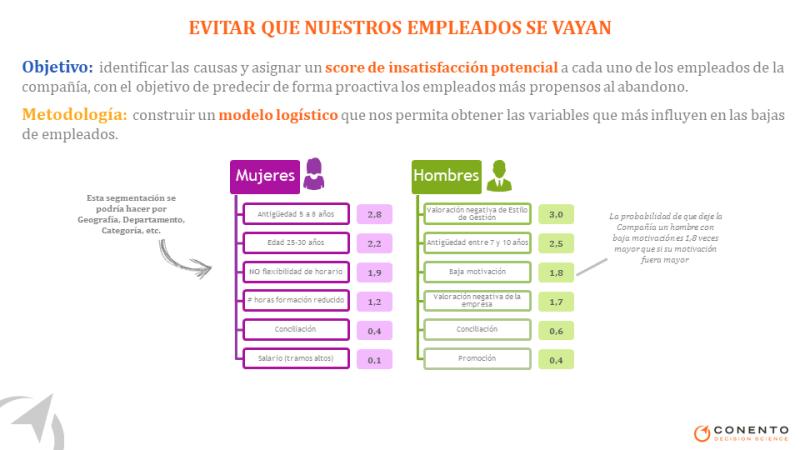 EVITAR QUE NUESTROS EMPLEADOS SE VAYAN
Objetivo: identificar las causas y asignar un score de insatisfacción potencial a cada uno de los empleados de la
compañía, con el objetivo de predecir de forma proactiva los empleados más propensos al abandono.
Metodología: construir un modelo logístico que nos permita obtener las variables que más influyen en las bajas
de empleados.
Mujeres
Hombres
Esta segmentación se
podría hacer por
Geografía, Departamento,
Categoría, etc.
Antigüedad 5 a 8 años 2,8
Edad 25-30 años 2,2
NO flexibilidad de horario 1,9
# horas formación reducido 1,2
Conciliación 0,4
Salario (tramos altos) 0,1
Valoración negativa de Estilo
de Gestión 3,0
Antigüedad entre 7 y 10 años 2,5
Baja motivación 1,8
Valoración negativa de la
empresa 1,7
Conciliación 0,6
Promoción 0,4
La probabilidad de que deje la
Compañía un hombre con
baja motivación es 1,8 veces
mayor que si su motivación
fuera mayor
CONENTO
DECISION SCIENCE